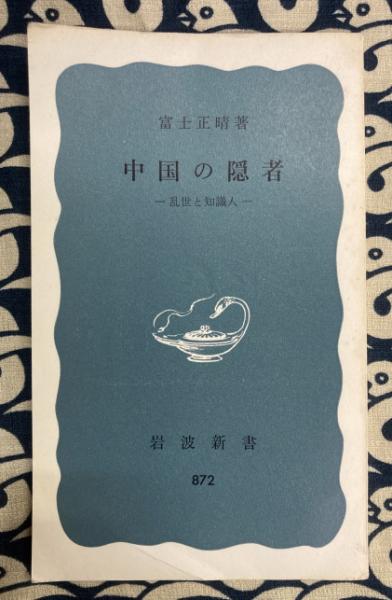 富士正晴著
中国の隠者
—乱世と知識人—
岩波新書
872